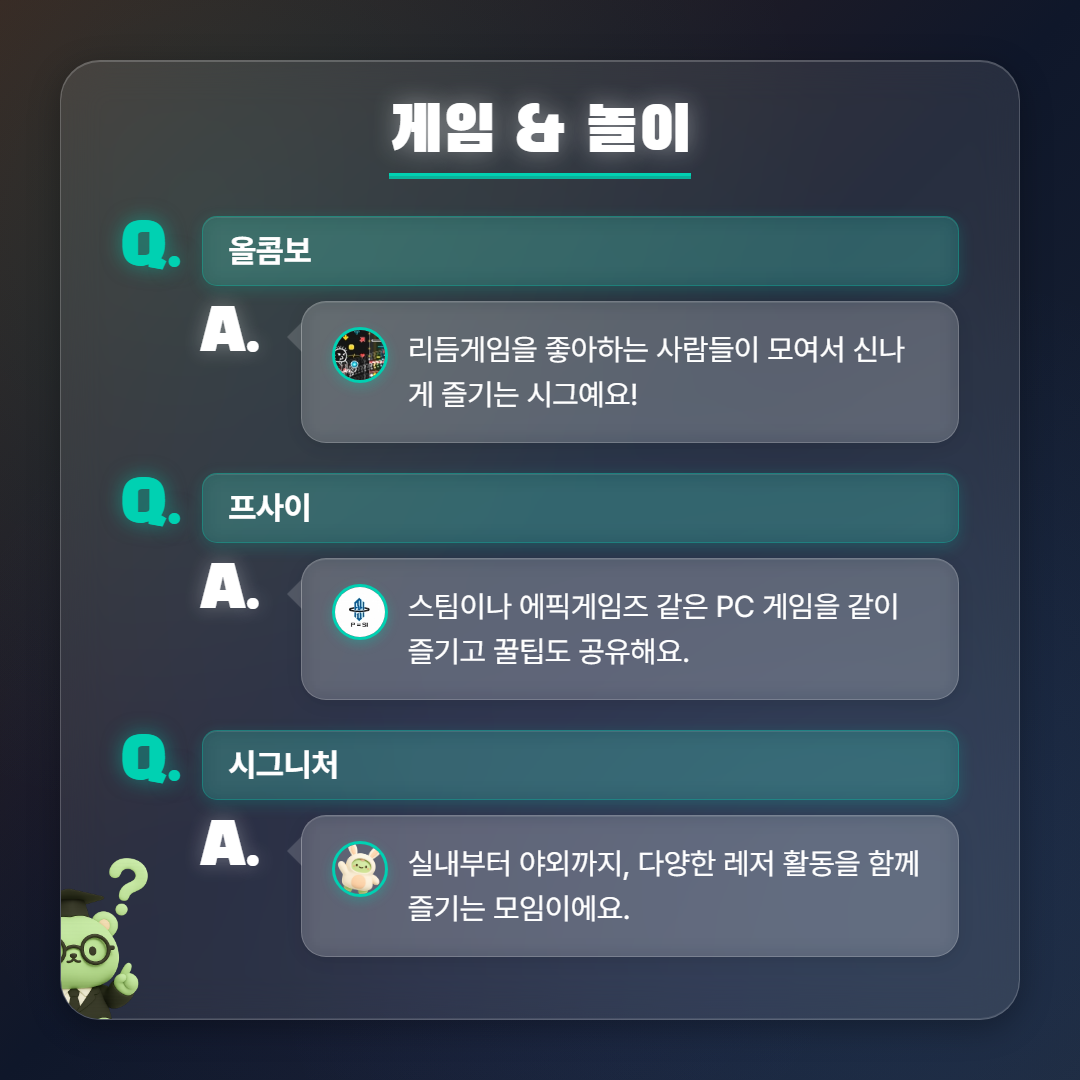 게임 & 놀이
Q.
올콤보
A.
리듬게임을 좋아하는 사람들이 모여서 신나
게 즐기는 시그예요!
Q.
프사이
A.
스팀이나 에픽게임즈 같은 PC 게임을 같이
즐기고 꿀팁도 공유해요.
Q.
시그니처
A.
실내부터 야외까지, 다양한 레저 활동을 함께
즐기는 모임이에요.
?